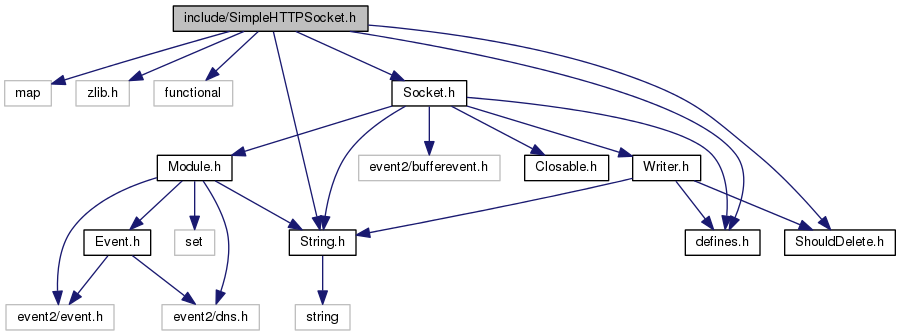 include/SimpleHTTPSocket.h
map
zlib.h
functional
Socket.h
Module.h
event2/bufferevent.h
Closable.h
Writer.h
Event.h
set
String.h
defines.h
ShouldDelete.h
event2/event.h
event2/dns.h
string